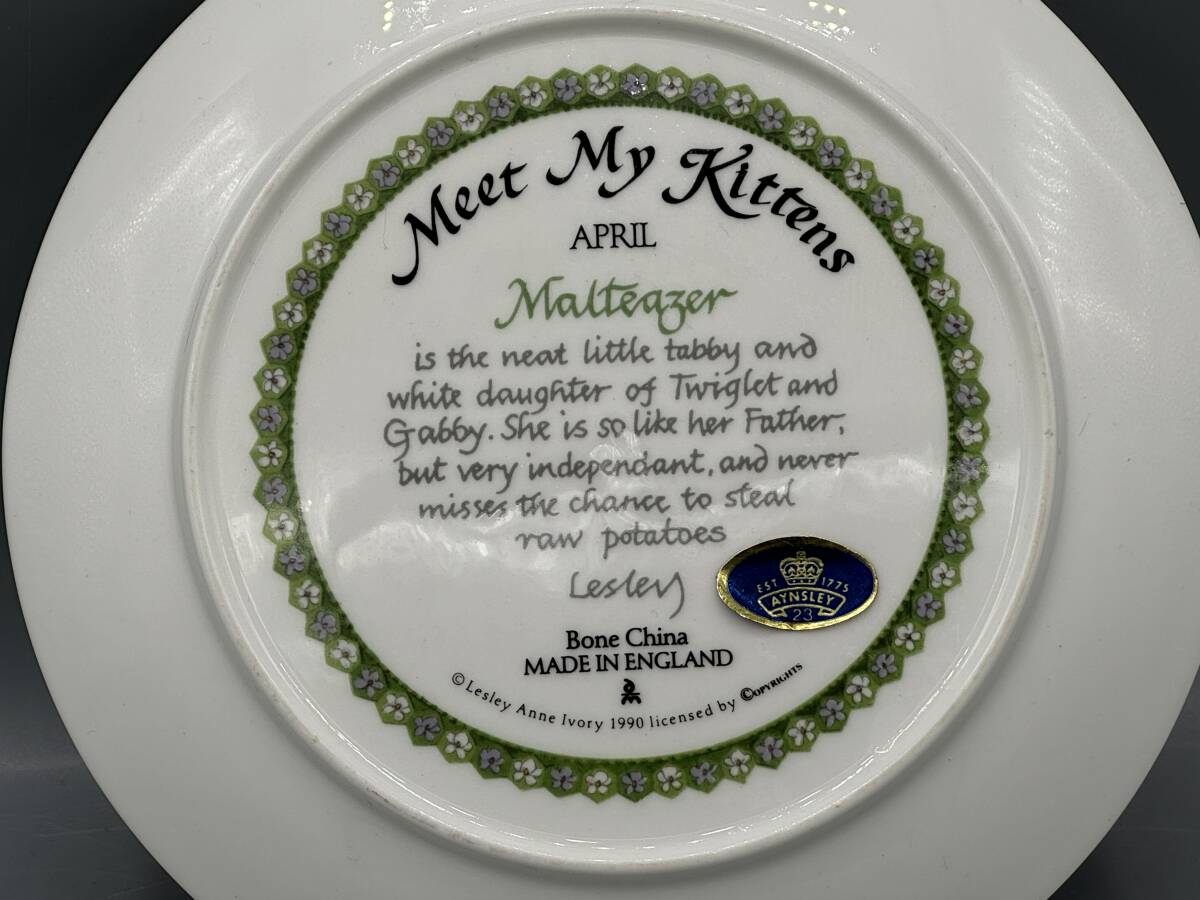 Meet My Kittens
APRIL
Malteazer
is the neat little tabby and
white daughter of Twiglet and
Gabby. She is so like her Father,
but very independant, and never
misses the chance to steal
raw potatoes
Lesley
EST 1775
AYNSLEY
23
Bone China
MADE IN ENGLAND
© Lesley Anne Ivory 1990 licensed by ©OPYRIGHTS